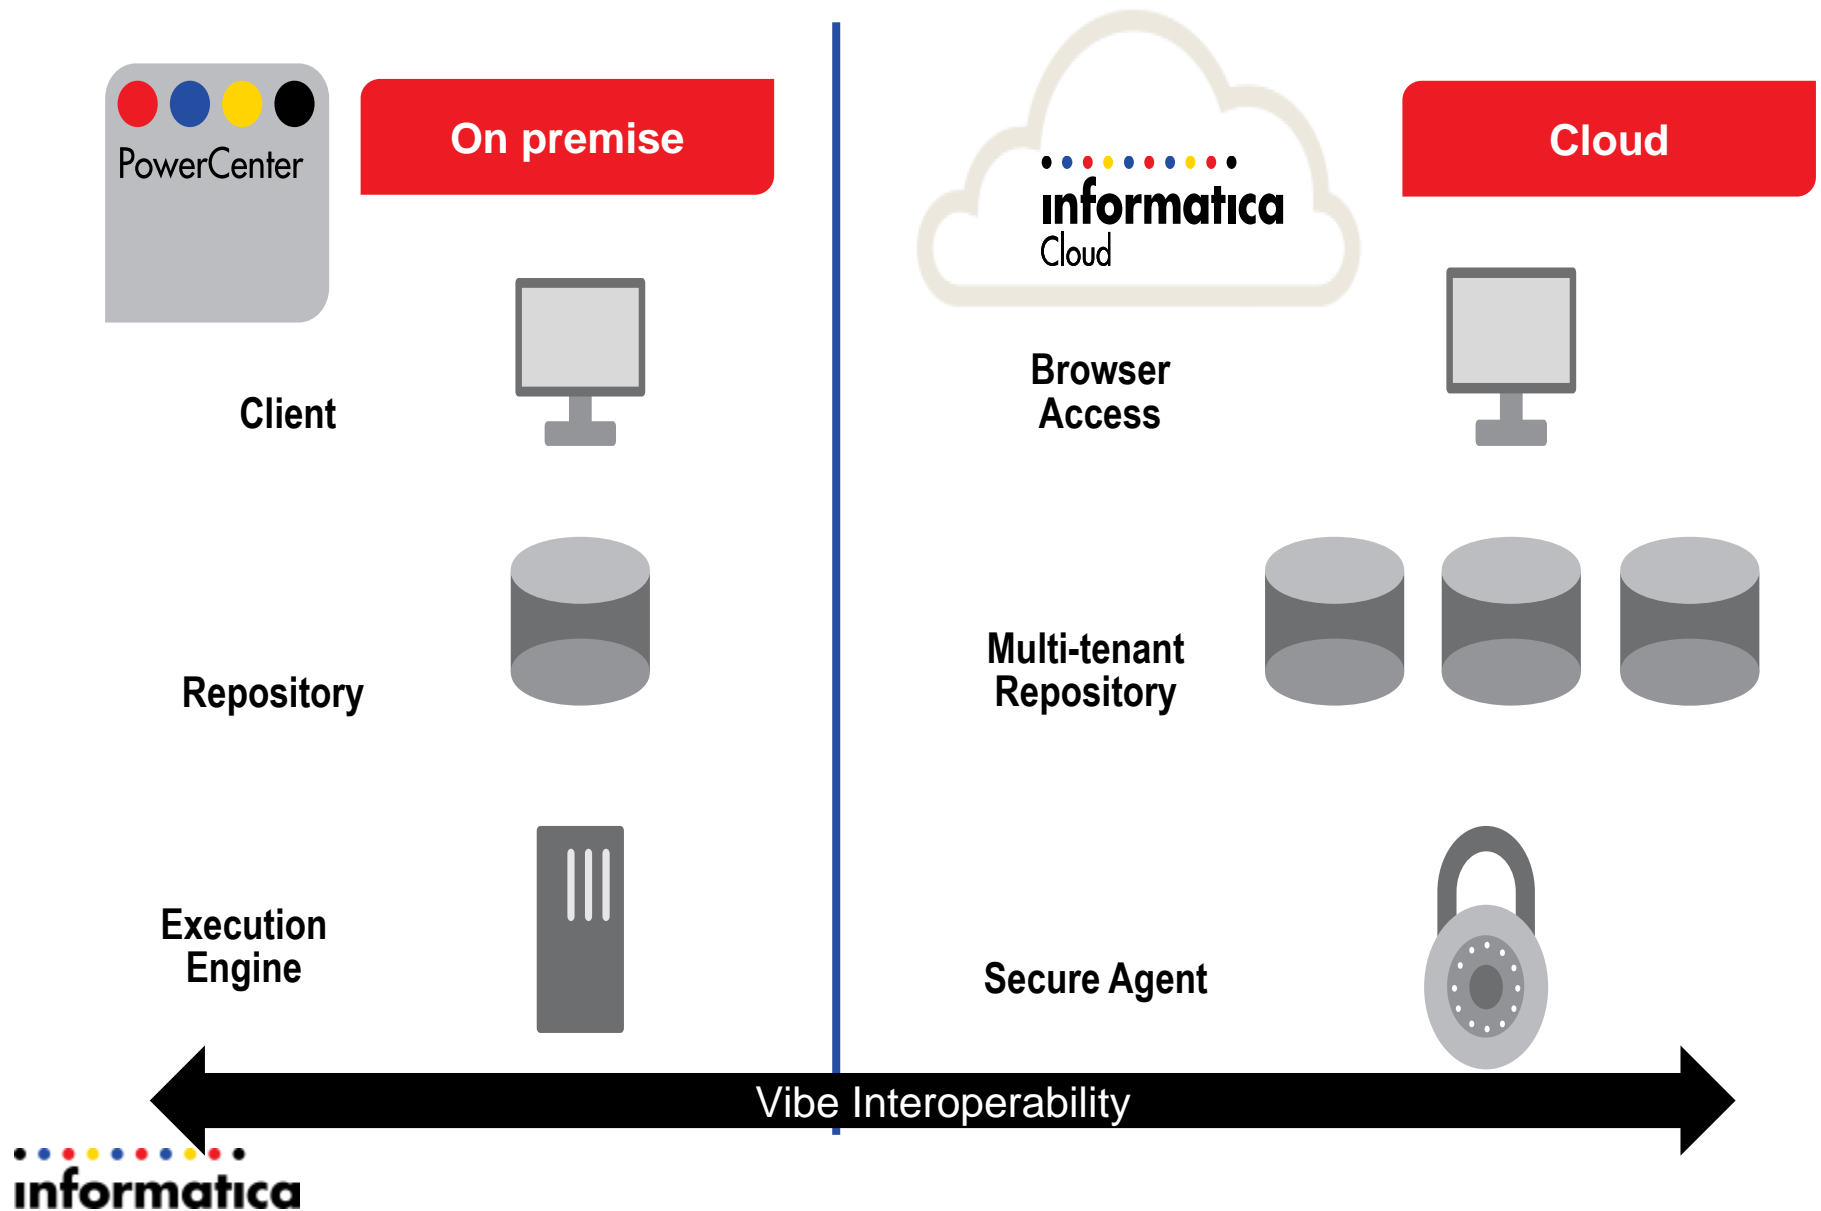 PowerCenter
On premise
Client
Repository
Execution
Engine
informatica
Cloud
Cloud
Browser
Access
Multi-tenant
Repository
Secure Agent
Vibe Interoperability
informatica